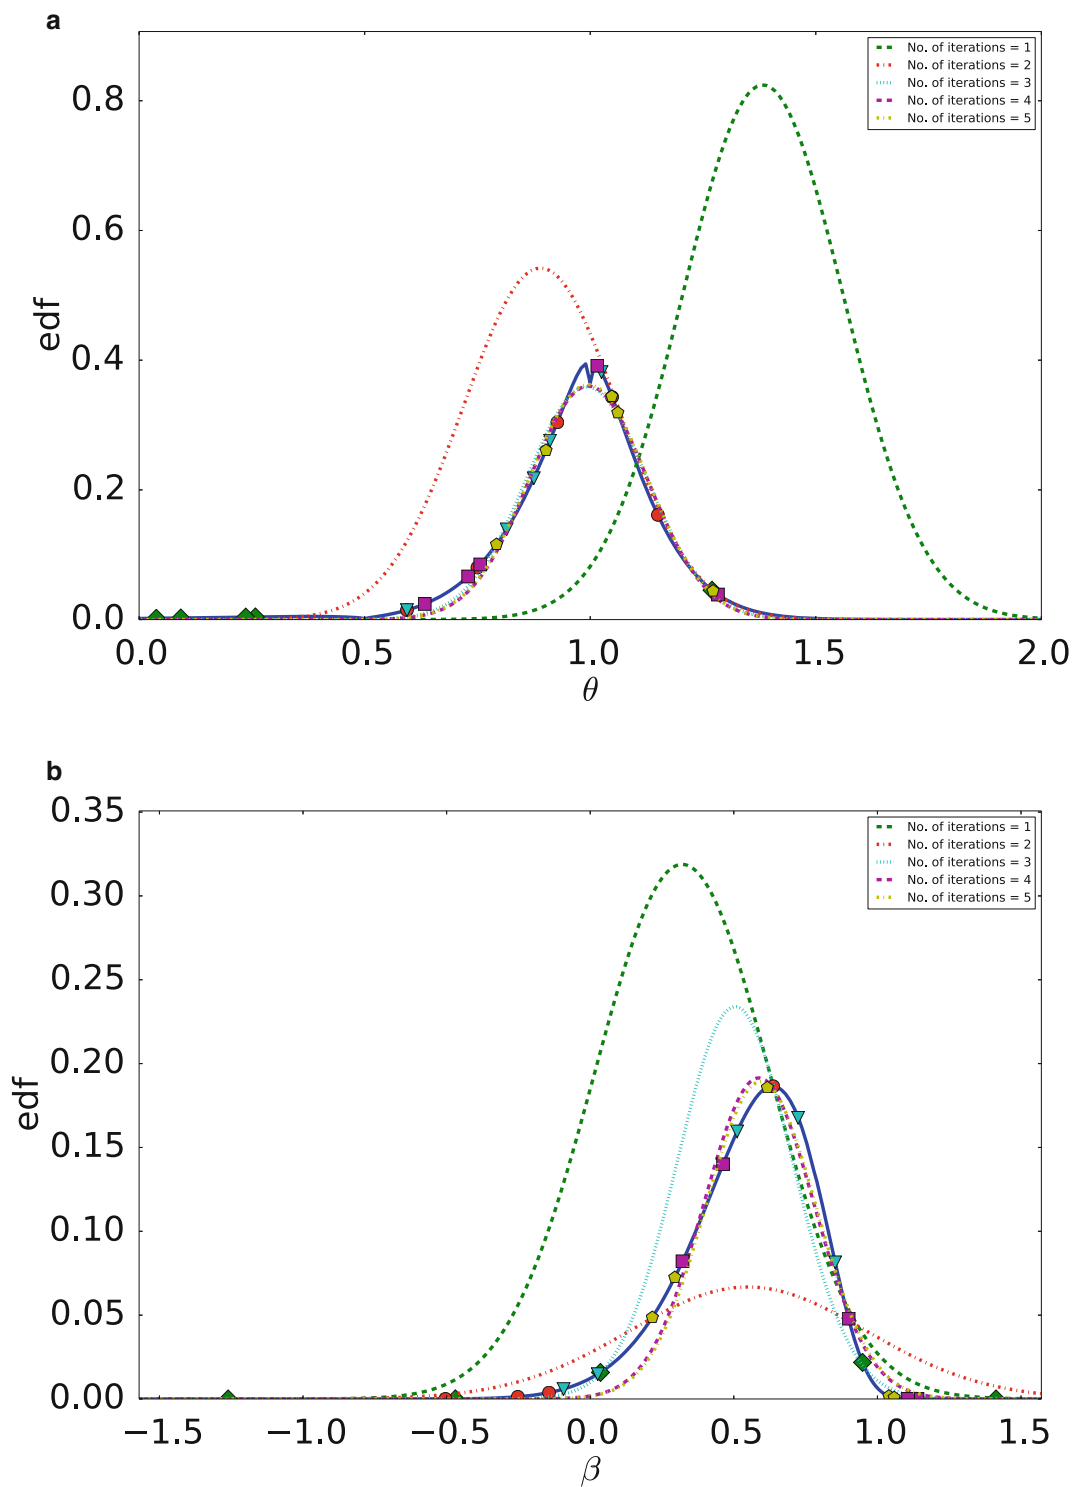 a
No. of iterations = 1
No. of iterations = 2
No. of iterations = 3
No. of iterations = 4
No. of iterations = 5
0.8
0.6
0.4
0.2
0.0
edf
0.0 0.5 1.0 1.5 2.0
θ
b
No. of iterations = 1
No. of iterations = 2
No. of iterations = 3
No. of iterations = 4
No. of iterations = 5
0.35
0.30
0.25
0.20
0.15
0.10
0.05
0.00
edf
−1.5 −1.0 −0.5 0.0 0.5 1.0 1.5
β